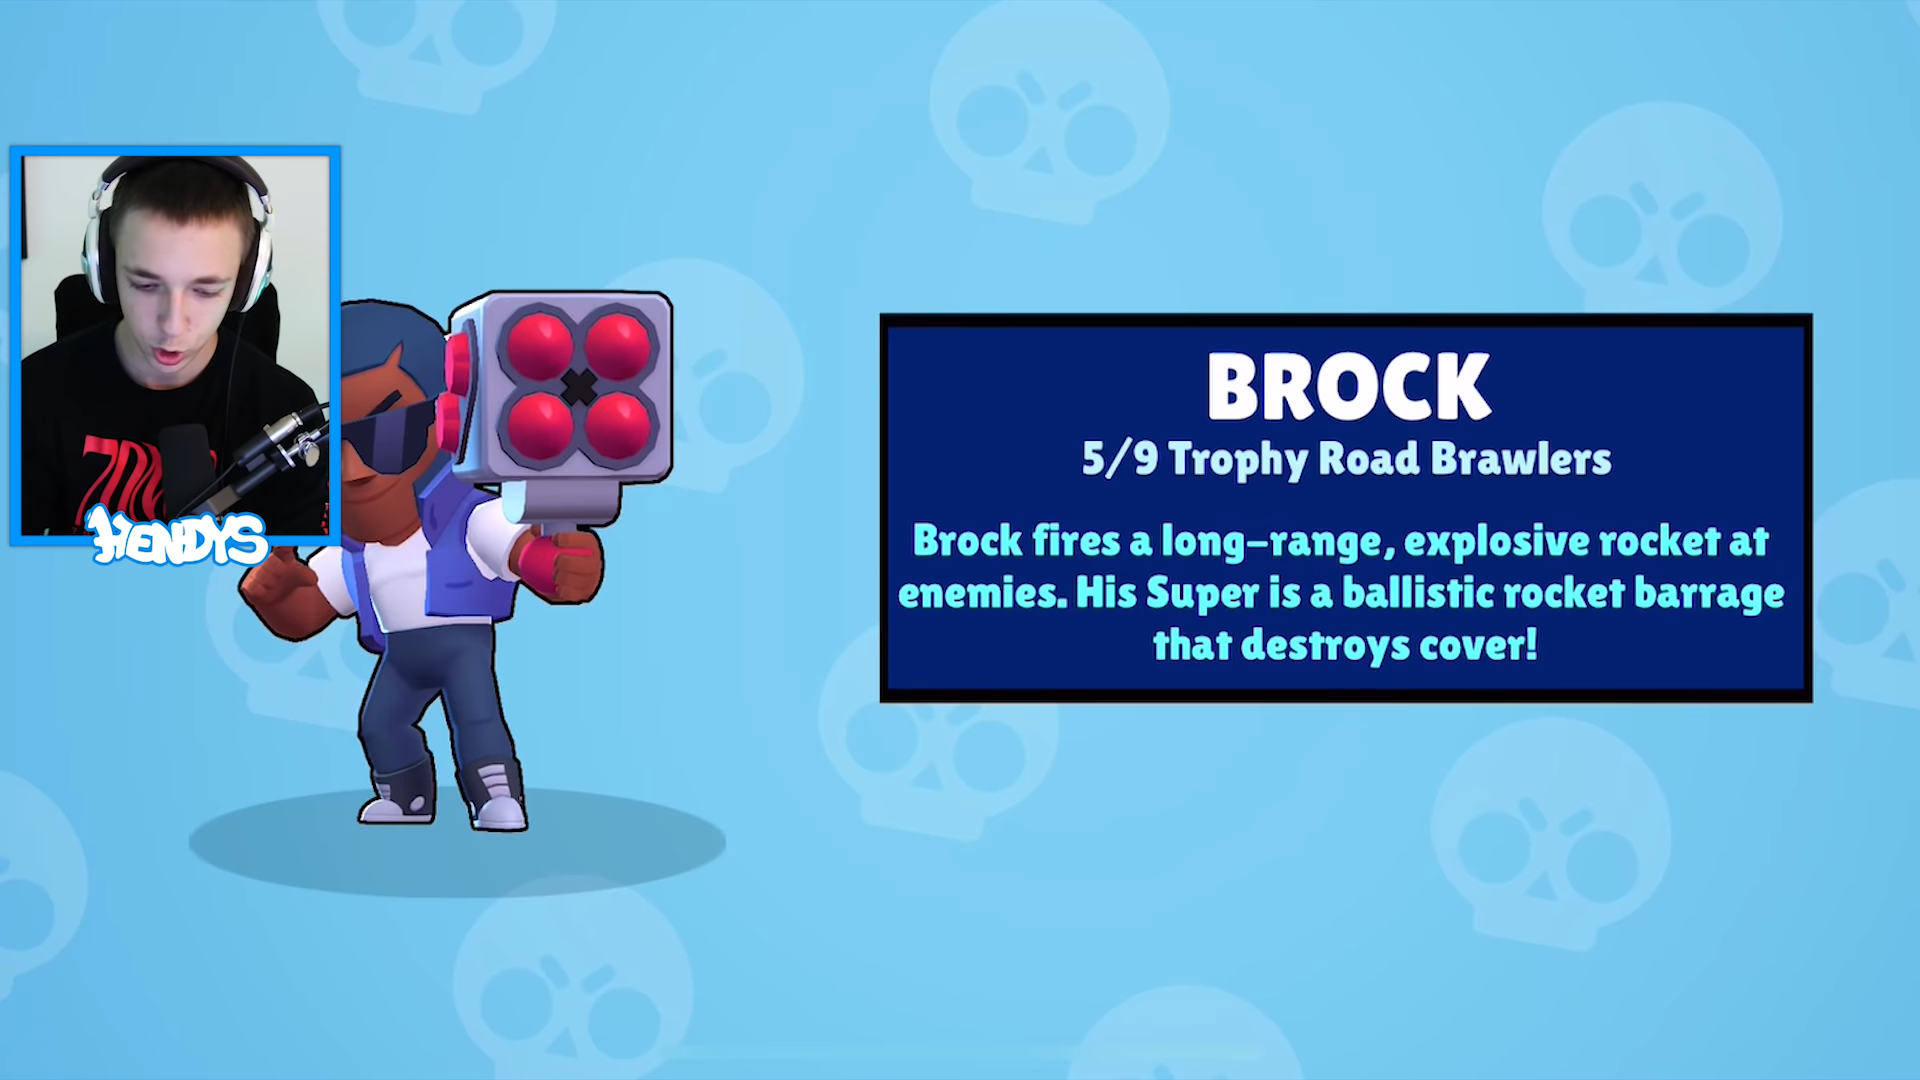 HENDYS
BROCK
5/9 Trophy Road Brawlers
Brock fires a long-range, explosive rocket at
enemies. His Super is a ballistic rocket barrage
that destroys cover!